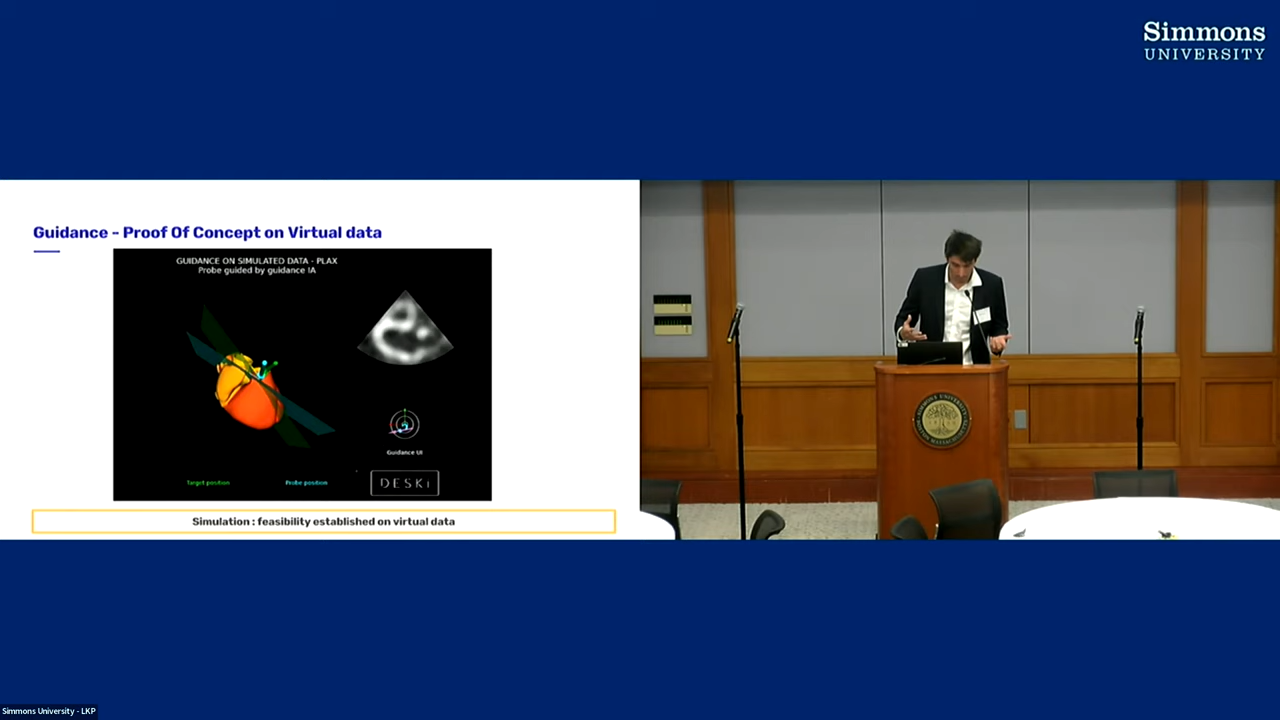 Simmons
UNIVERSITY
Guidance - Proof Of Concept on Virtual data
GUIDANCE ON SIMULATED DATA - PLAX
Probe guided by guidance IA
Guidance UI
Target position
Probe position
DESKi
Simulation : feasibility established on virtual data
Simmons University - LKP